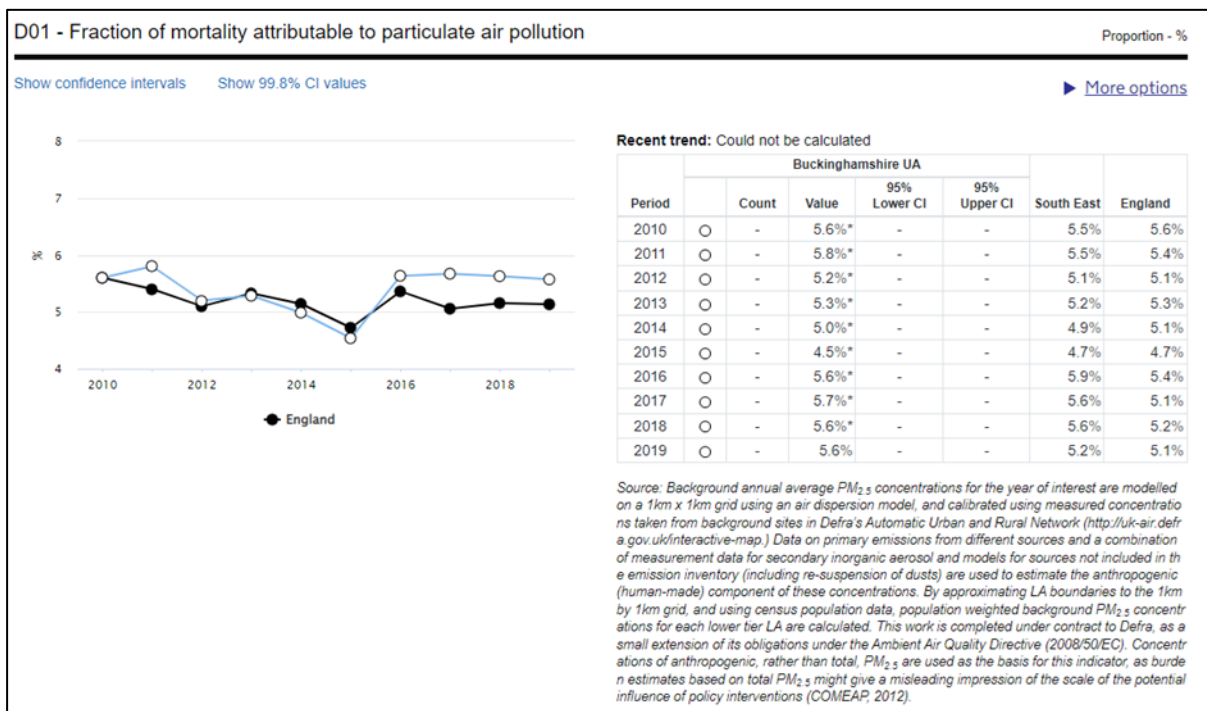 D01 - Fraction of mortality attributable to particulate air pollution
Proportion - %
Show confidence intervals Show 99.8% CI values
More options
8
7
6
5
4
%
2010 2012 2014 2016 2018
England
Recent trend: Could not be calculated
Buckinghamshire UA
Period Count Value 95% Lower CI 95% Upper CI South East England
2010 - 5.6%* - - 5.5% 5.6%
2011 - 5.8%* - - 5.5% 5.4%
2012 - 5.2%* - - 5.1% 5.1%
2013 - 5.3%* - - 5.2% 5.3%
2014 - 5.0%* - - 4.9% 5.1%
2015 - 4.5%* - - 4.7% 4.7%
2016 - 5.6%* - - 5.9% 5.4%
2017 - 5.7%* - - 5.6% 5.1%
2018 - 5.6%* - - 5.6% 5.2%
2019 - 5.6% - - 5.2% 5.1%
Source: Background annual average PM2.5 concentrations for the year of interest are modelled
on a 1km x 1km grid using an air dispersion model, and calibrated using measured concentratio
ns taken from background sites in Defra's Automatic Urban and Rural Network (http://uk-air.defr
a.gov.uk/interactive-map.) Data on primary emissions from different sources and a combination
of measurement data for secondary inorganic aerosol and models for sources not included in th
e emission inventory (including re-suspension of dusts) are used to estimate the anthropogenic
(human-made) component of these concentrations. By approximating LA boundaries to the 1km
by 1km grid, and using census population data, population weighted background PM2.5 concentr
ations for each lower tier LA are calculated. This work is completed under contract to Defra, as a
small extension of its obligations under the Ambient Air Quality Directive (2008/50/EC). Concentr
ations of anthropogenic, rather than total, PM2.5 are used as the basis for this indicator, as burde
n estimates based on total PM2.5 might give a misleading impression of the scale of the potential
influence of policy interventions (COMEAP, 2012).